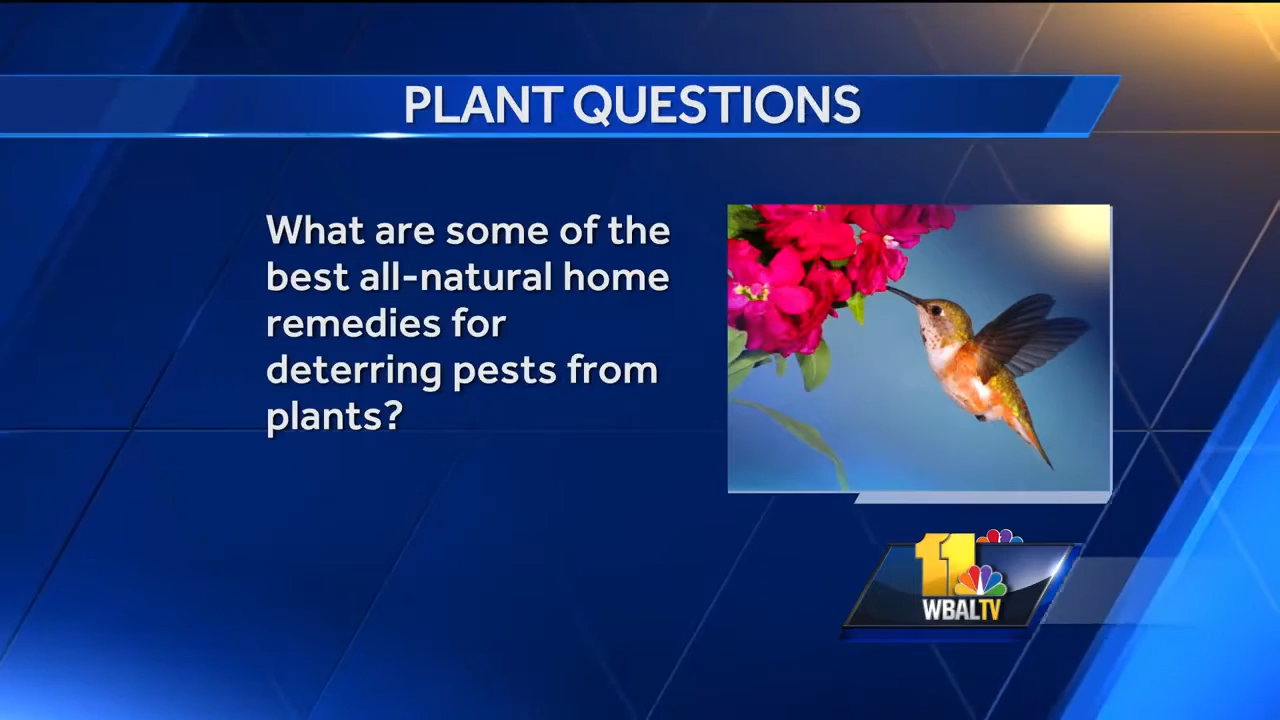 PLANT QUESTIONS
What are some of the
best all-natural home
remedies for
deterring pests from
plants?
11
WBALTV